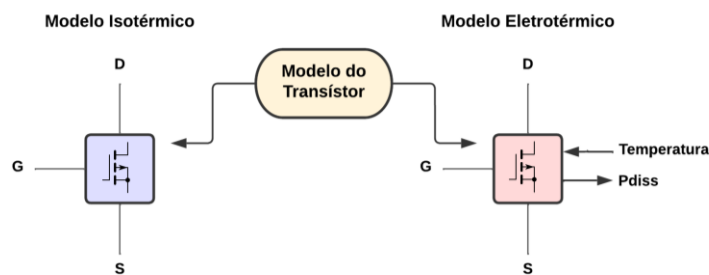 Modelo Isotérmico
Modelo Eletrotérmico
D
Modelo do
Transístor
D
G
G
Temperatura
Pdiss
S
S